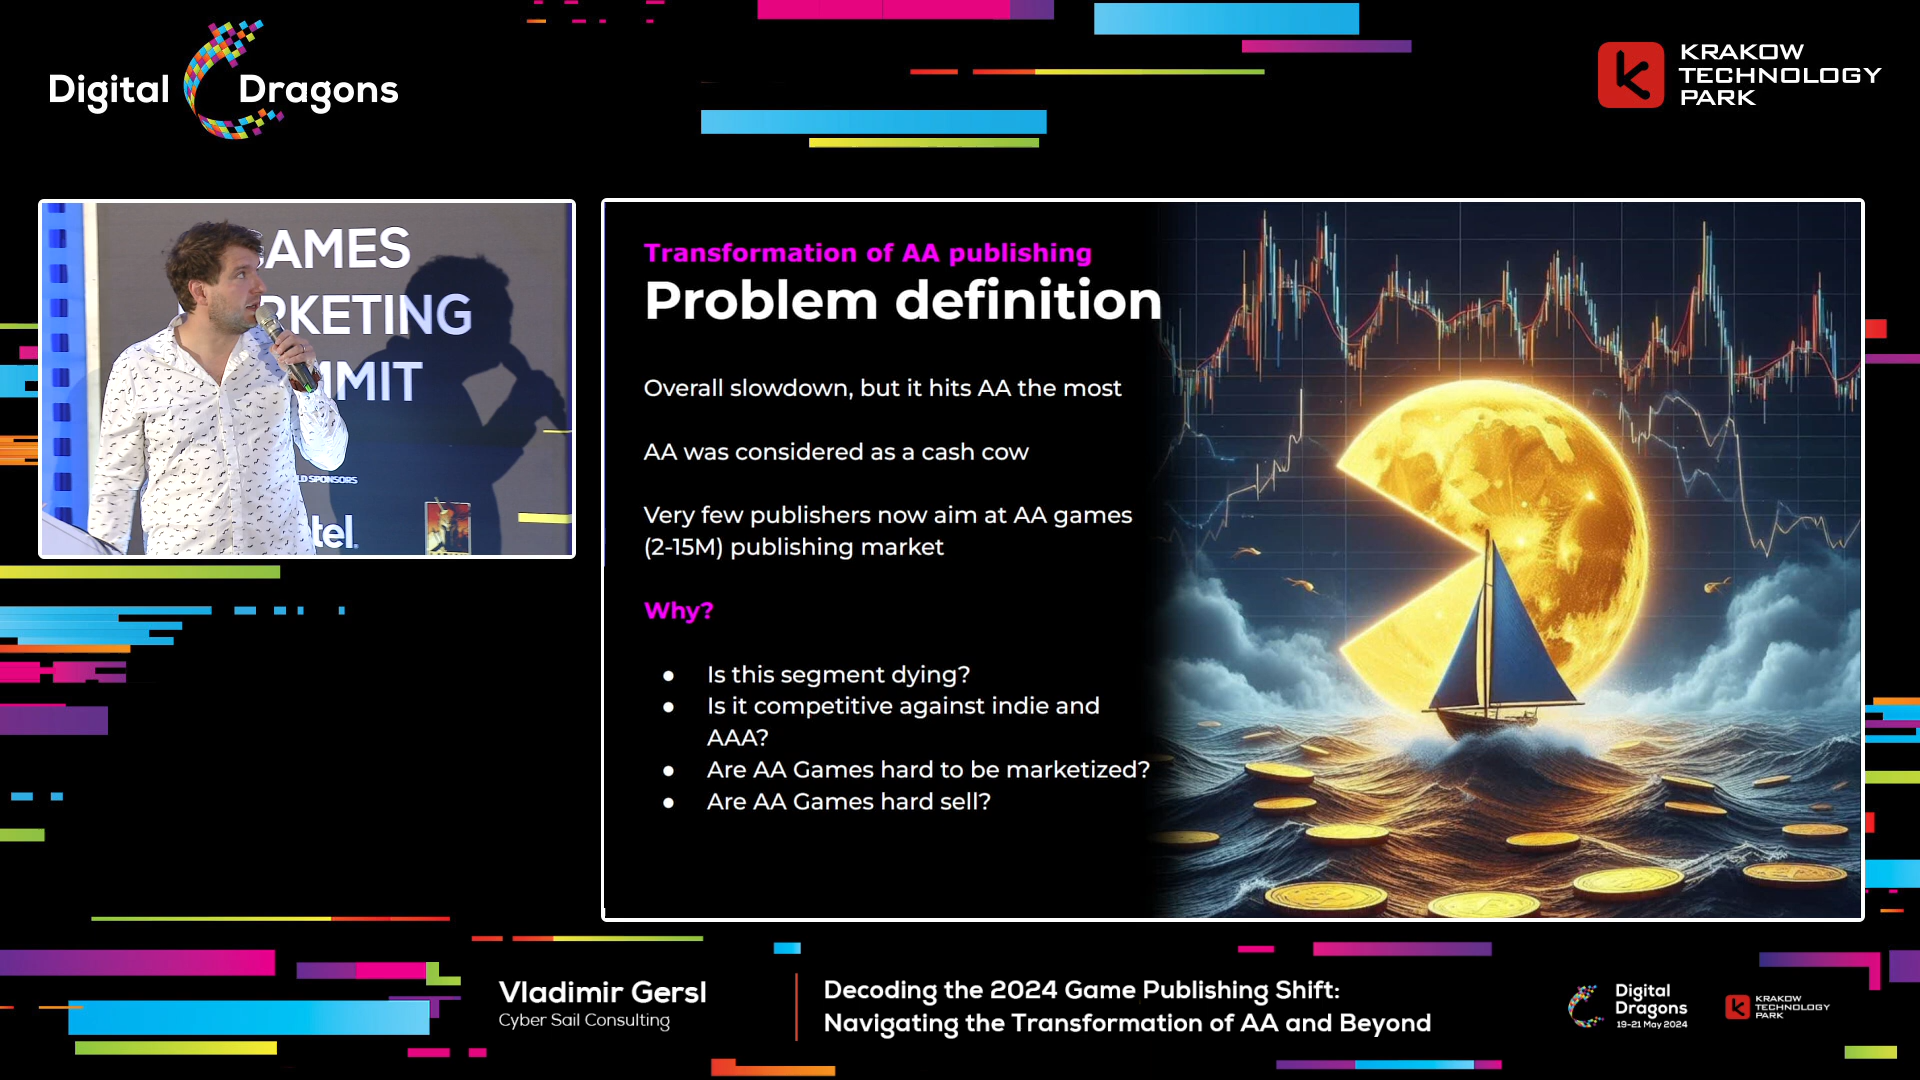 Digital Dragons
KRAKOW
TECHNOLOGY
PARK
GAMES
RKETING
MMIT
LD SPONSORS
tel.
Transformation of AA publishing
Problem definition
Overall slowdown, but it hits AA the most
AA was considered as a cash cow
Very few publishers now aim at AA games
(2-15M) publishing market
Why?
● Is this segment dying?
● Is it competitive against indie and
AAA?
● Are AA Games hard to be marketized?
● Are AA Games hard sell?
Vladimir Gersl
Cyber Sail Consulting
Decoding the 2024 Game Publishing Shift:
Navigating the Transformation of AA and Beyond
Digital
Dragons
19-21 May 2024
KRAKOW
TECHNOLOGY
PARK